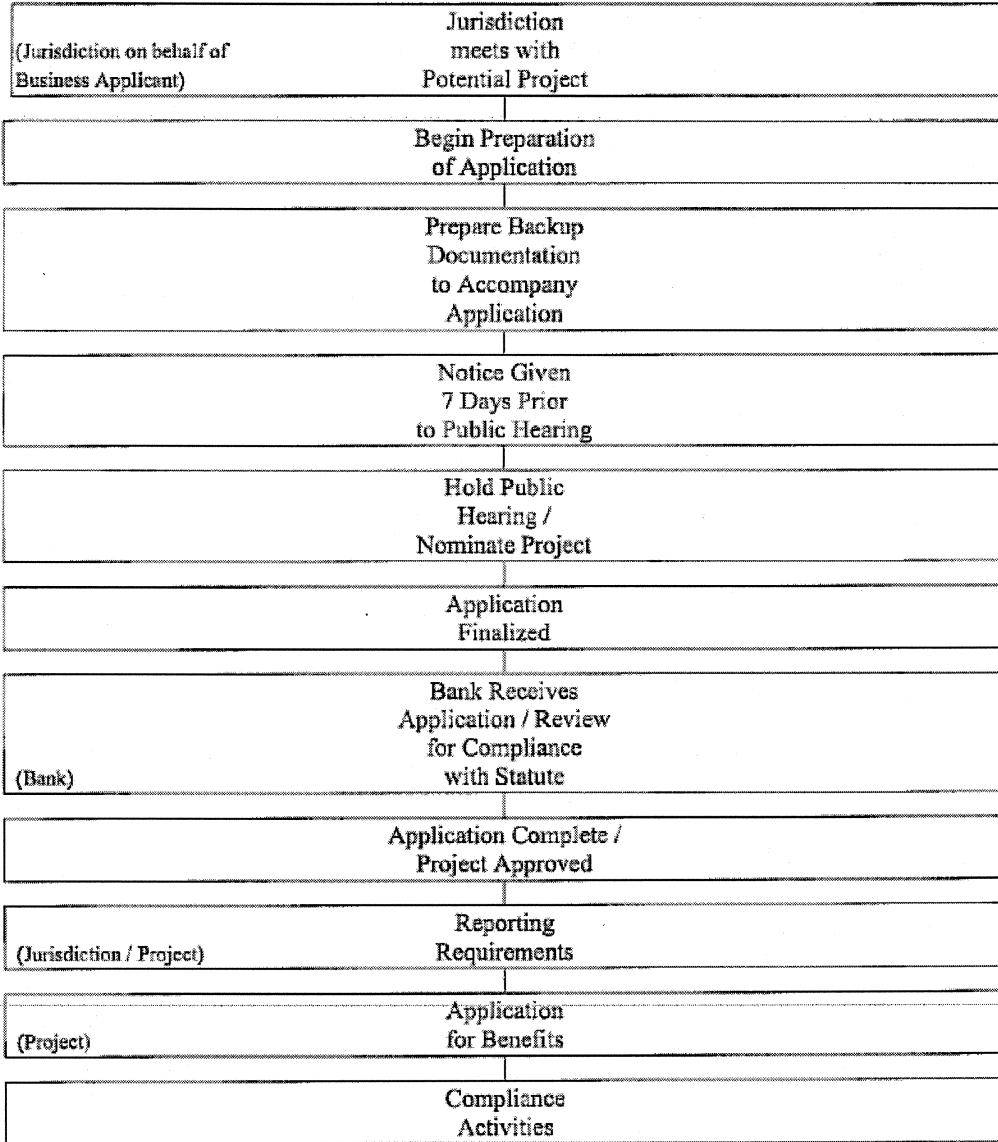 Jurisdiction
(Jurisdiction on behalf of
meets with
Business Applicant)
Potential Project
Begin Preparation
of Application
Prepare Backup
Documentation
to Accompany
Application
Notice Given
7 Days Prior
to Public Hearing
Hold Public
Hearing /
Nominate Project
Application
Finalized
Bank Receives
Application / Review
for Compliance
(Bank)
with Statute
Application Complete /
Project Approved
Reporting
(Jurisdiction / Project)
Requirements
Application
(Project)
for Benefits
Compliance
Activities